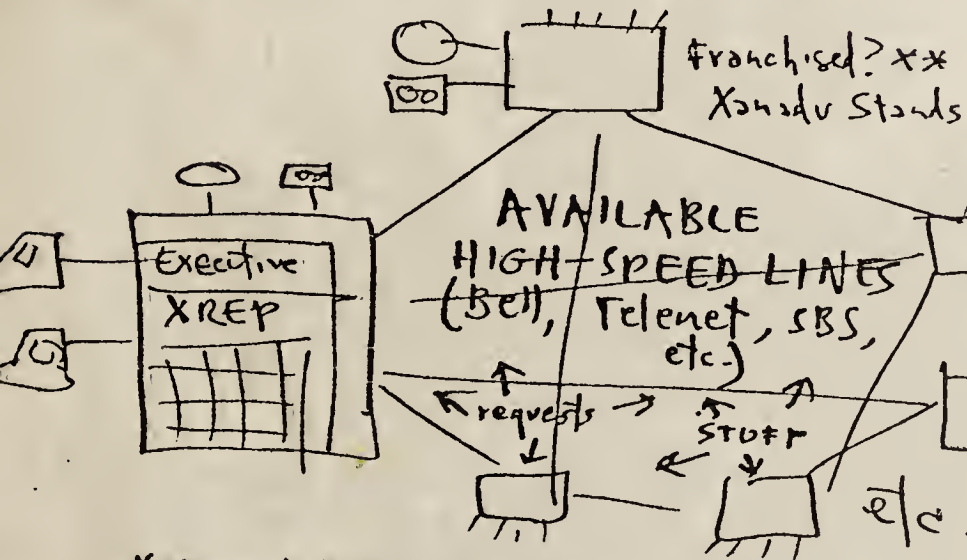 Franchised? **
Xanadu Stands
AVAILABLE
HIGH-SPEED LINES
(Bell, Telenet, SBS,
etc.)
Executive
XREP
requests
STUFF
etc